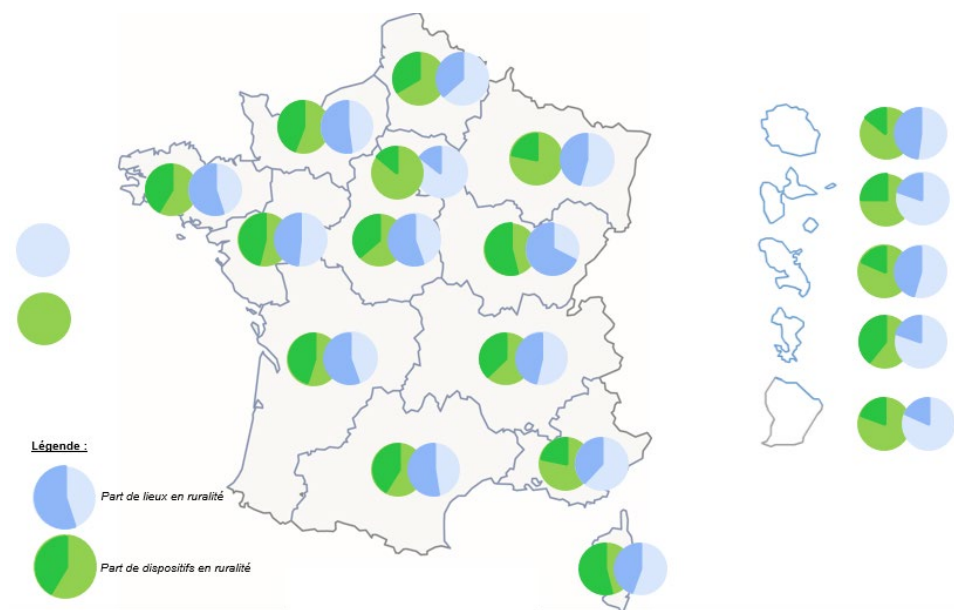 Légende :
Part de lieux en ruralité
Part de dispositifs en ruralité